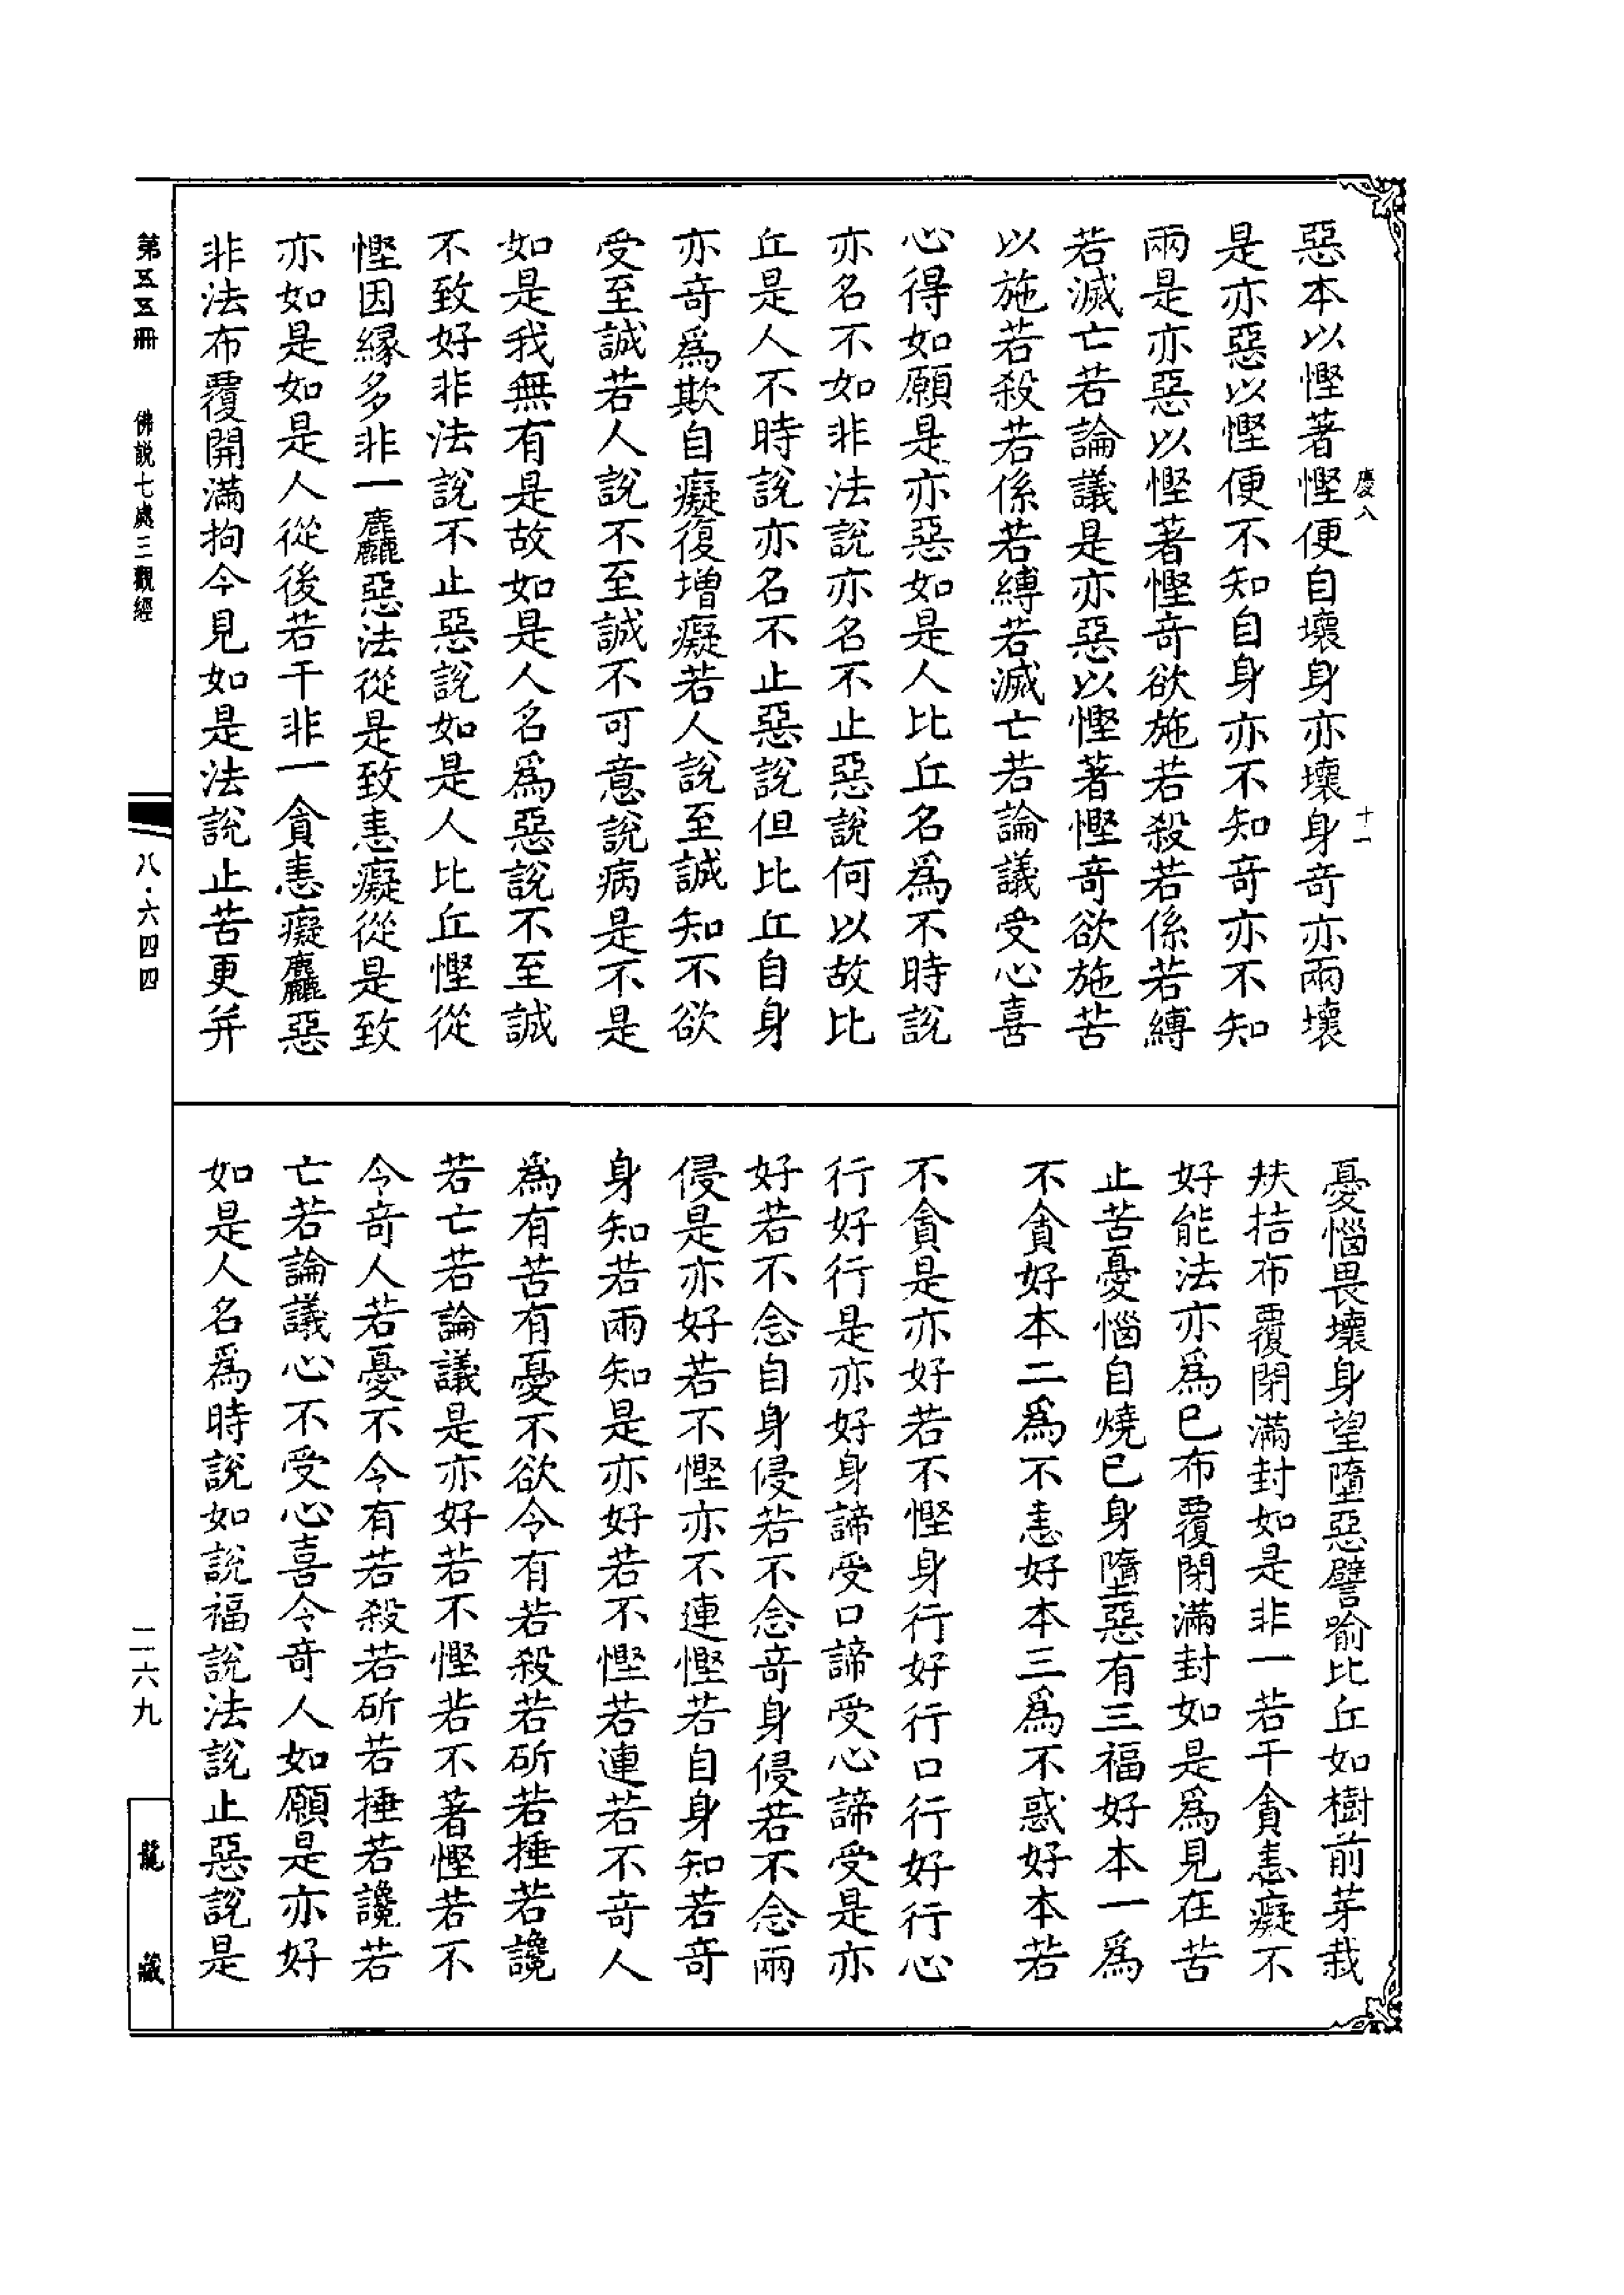 惡本以慳著慳便自壞身亦壞身竒亦兩壞
是亦惡以慳便不知自身亦不知竒亦不知
兩是亦惡以慳著慳竒欲施若殺若係若縛
若滅亡若論議是亦惡以慳著慳竒欲施苦
以施若殺若係若縛若滅亡若論議受心喜
心得如願是亦惡如是人比丘名爲不時說
亦名不如非法說亦名不止惡說何以故比
丘是人不時說亦名不止惡說但比丘自身
亦竒爲欺自癡復增癡若人說至誠知不欲
受至誠若人說不至誠不可意說病是不是
如是我無有是故如是人名爲惡說不至誠
不致好非法說不止惡說如是人比丘慳從
慳因緣多非一麤惡法從是致恚癡從是致
亦如是如是人從後若干非一貪恚癡麤惡
非法布覆開滿拘今見如是法說止苦更并
憂惱畏壞身望墮惡譬喻比丘如樹前芽栽
扶拮布覆閉滿封如是非一若干貪恚癡不
好能法亦爲已布覆閉滿封如是爲見在苦
止苦憂惱自燒已身墮惡有三福好本一爲
不貪好本二爲不恚好本三爲不惑好本若
不貪是亦好若不慳身行好行口行好行心
行好行是亦好身諦受口諦受心諦受是亦
好若不念自身侵若不念竒身侵若不念兩
侵是亦好若不慳亦不連慳若自身知若竒
身知若兩知是亦好若不慳若連若不竒人
爲有苦有憂不欲令有若殺若斫若捶若讒
若亡若論議是亦好若不慳若不著慳若不
令竒人若憂不令有若殺若斫若捶若讒若
亡若論議心不受心喜令竒人如願是亦好
如是人名爲時說如說福說法說止惡說是
慶八
十一
第五五冊
佛說七處三觀經
八·六四四
二六九
龍藏